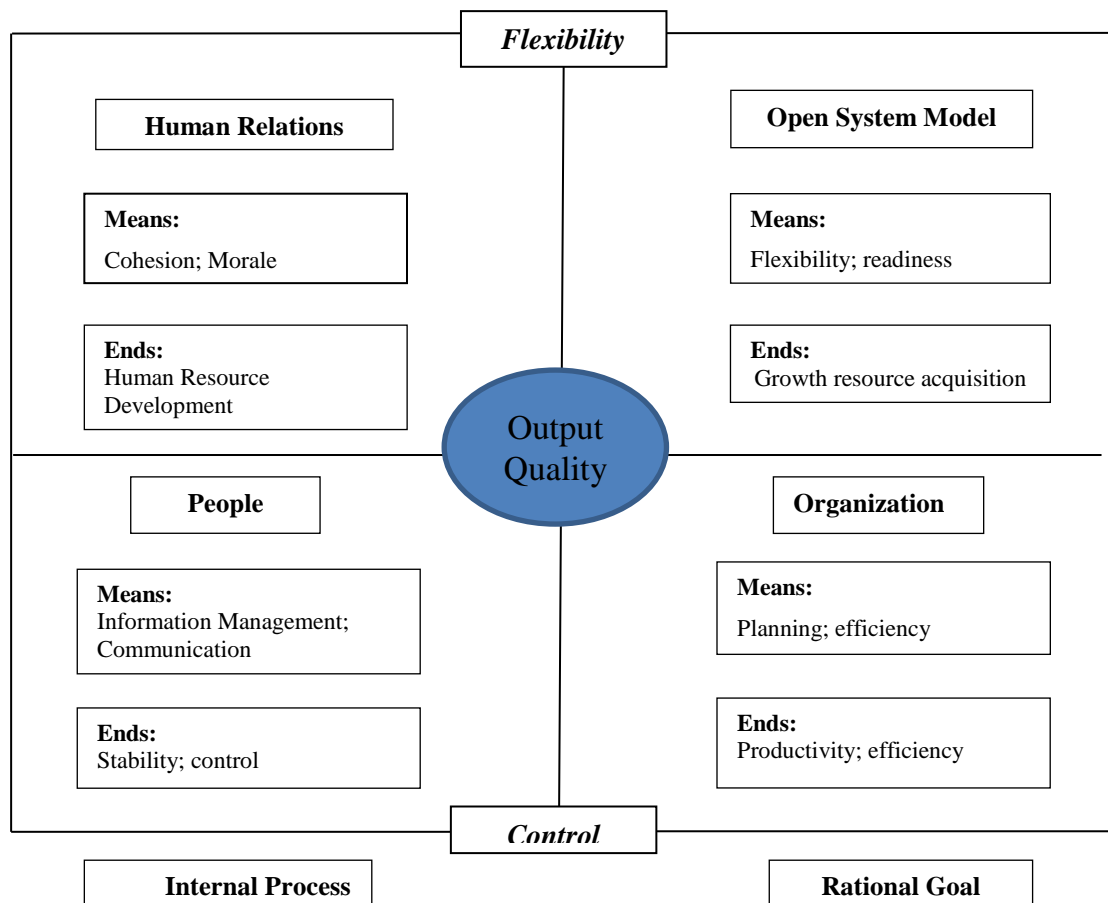 Flexibility
Human Relations
Open System Model
Means:
Cohesion; Morale
Means:
Flexibility; readiness
Ends:
Human Resource
Development
Ends:
Growth resource acquisition
Output
Quality
People
Organization
Means:
Information Management;
Communication
Means:
Planning; efficiency
Ends:
Stability; control
Ends:
Productivity; efficiency
Control
Internal Process
Rational Goal